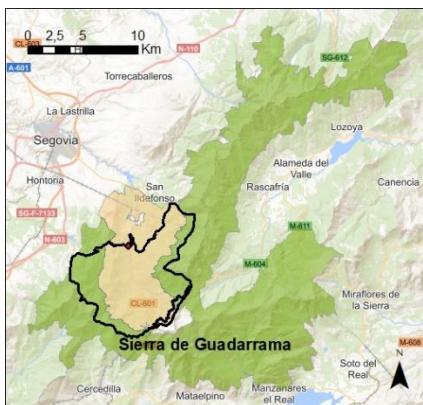 CL-603
0 2,5 5 10
Km
N-110
SG-612
A-601
Torrecaballeros
La Lastrilla
Lozoya
Segovia
Alameda del
Valle
San
Ildefonso
Rascafría
Hontoria
Canencia
SG-F-7133
M-611
N-603
M-604
CL-601
Miraflores de
la Sierra
Sierra de Guadarrama
M-608
N
Soto del
Real
Cercedilla
Mataelpino
Manzanares
el Real